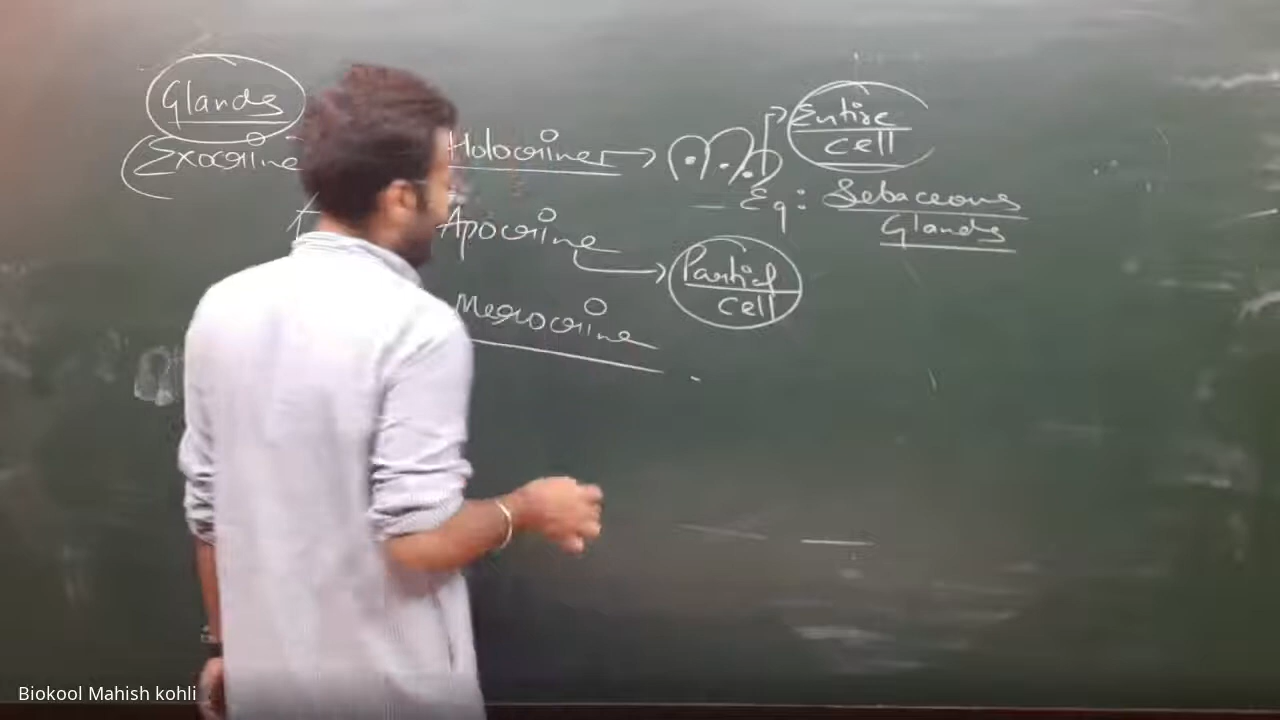 Glands
Exocrine
Holocrine
Entire
cell
Eg: Sebaceous
Glands
Apocrine
Partial
cell
Merocrine
Biokool Mahish kohli